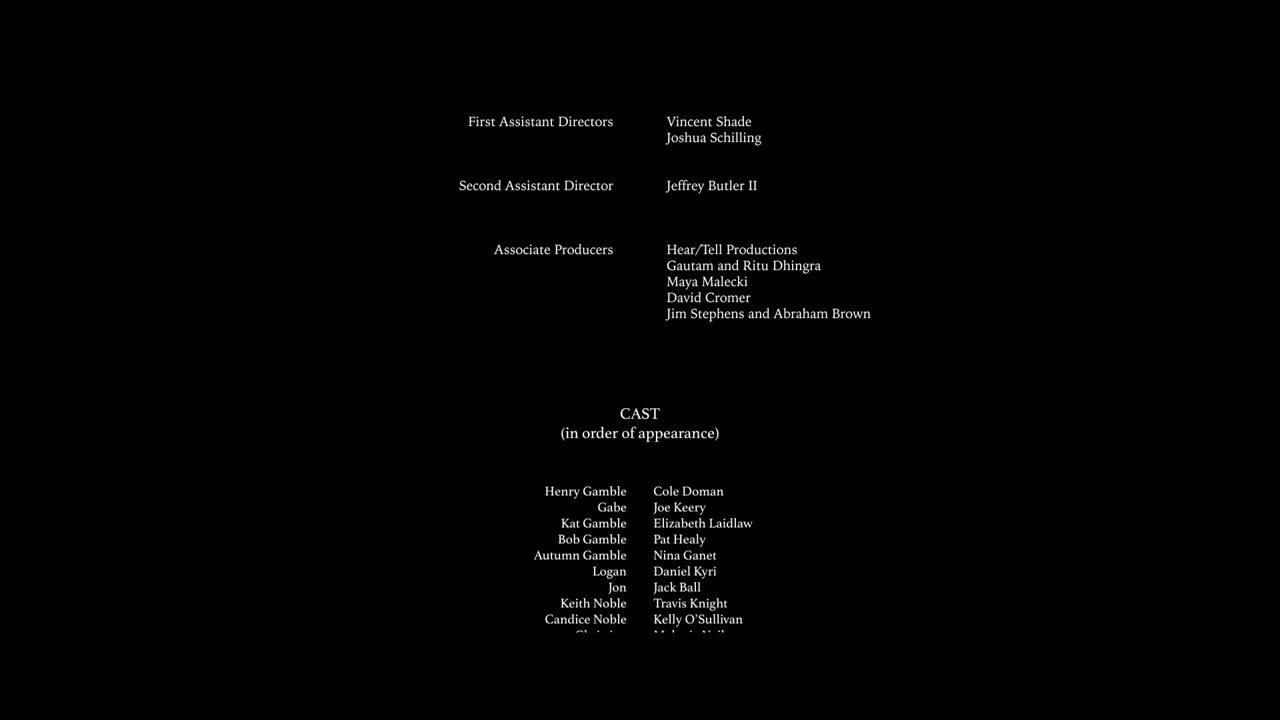 First Assistant Directors Vincent Shade
Joshua Schilling
Second Assistant Director Jeffrey Butler II
Associate Producers Hear/Tell Productions
Gautam and Ritu Dhingra
Maya Malecki
David Cromer
Jim Stephens and Abraham Brown
CAST
(in order of appearance)
Henry Gamble Cole Doman
Gabe Joe Keery
Kat Gamble Elizabeth Laidlaw
Bob Gamble Pat Healy
Autumn Gamble Nina Ganet
Logan Daniel Kyri
Jon Jack Ball
Keith Noble Travis Knight
Candice Noble Kelly O'Sullivan